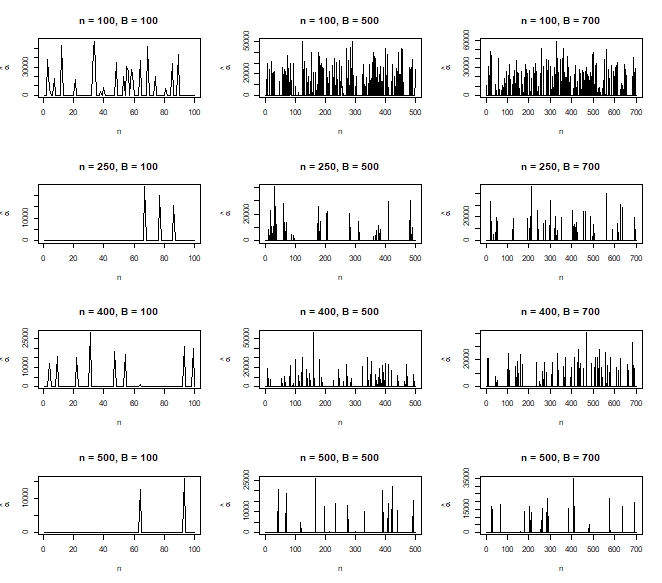 n = 100, B = 100
n = 100, B = 500
n = 100, B = 700
0 30000
0 20000 50000
0 30000 60000
0 20 40 60 80 100
0 100 200 300 400 500
0 100 200 300 400 500 600 700
n
n
n
n = 250, B = 100
n = 250, B = 500
n = 250, B = 700
0 10000
0 20000
0 20000
0 20 40 60 80 100
0 100 200 300 400 500
0 100 200 300 400 500 600 700
n
n
n
n = 400, B = 100
n = 400, B = 500
n = 400, B = 700
0 10000 25000
0 20000 50000
0 20000
0 20 40 60 80 100
0 100 200 300 400 500
0 100 200 300 400 500 600 700
n
n
n
n = 500, B = 100
n = 500, B = 500
n = 500, B = 700
0 10000
0 10000 25000
0 15000 35000
0 20 40 60 80 100
0 100 200 300 400 500
0 100 200 300 400 500 600 700
n
n
n